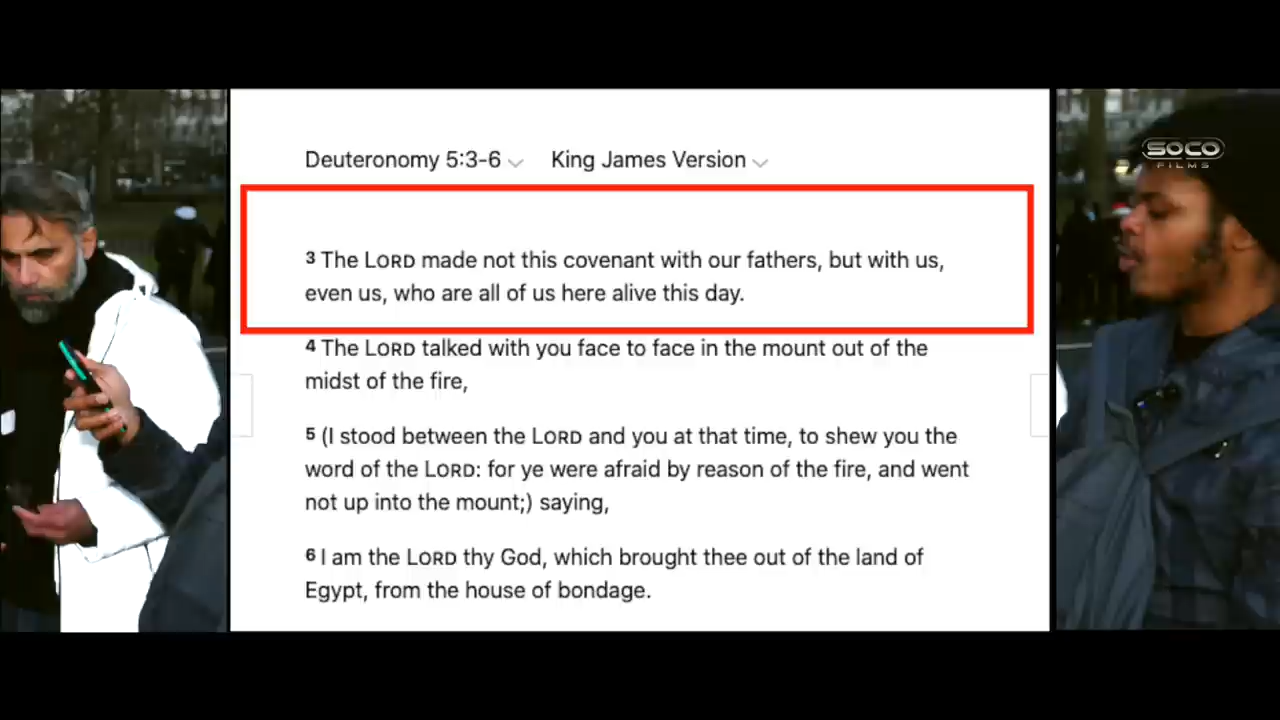 Deuteronomy 5:3-6 King James Version
SOCO
FILMS
3 The LORD made not this covenant with our fathers, but with us,
even us, who are all of us here alive this day.
4 The LORD talked with you face to face in the mount out of the
midst of the fire,
5 (I stood between the LORD and you at that time, to shew you the
word of the LORD: for ye were afraid by reason of the fire, and went
not up into the mount;) saying,
6 I am the LORD thy God, which brought thee out of the land of
Egypt, from the house of bondage.